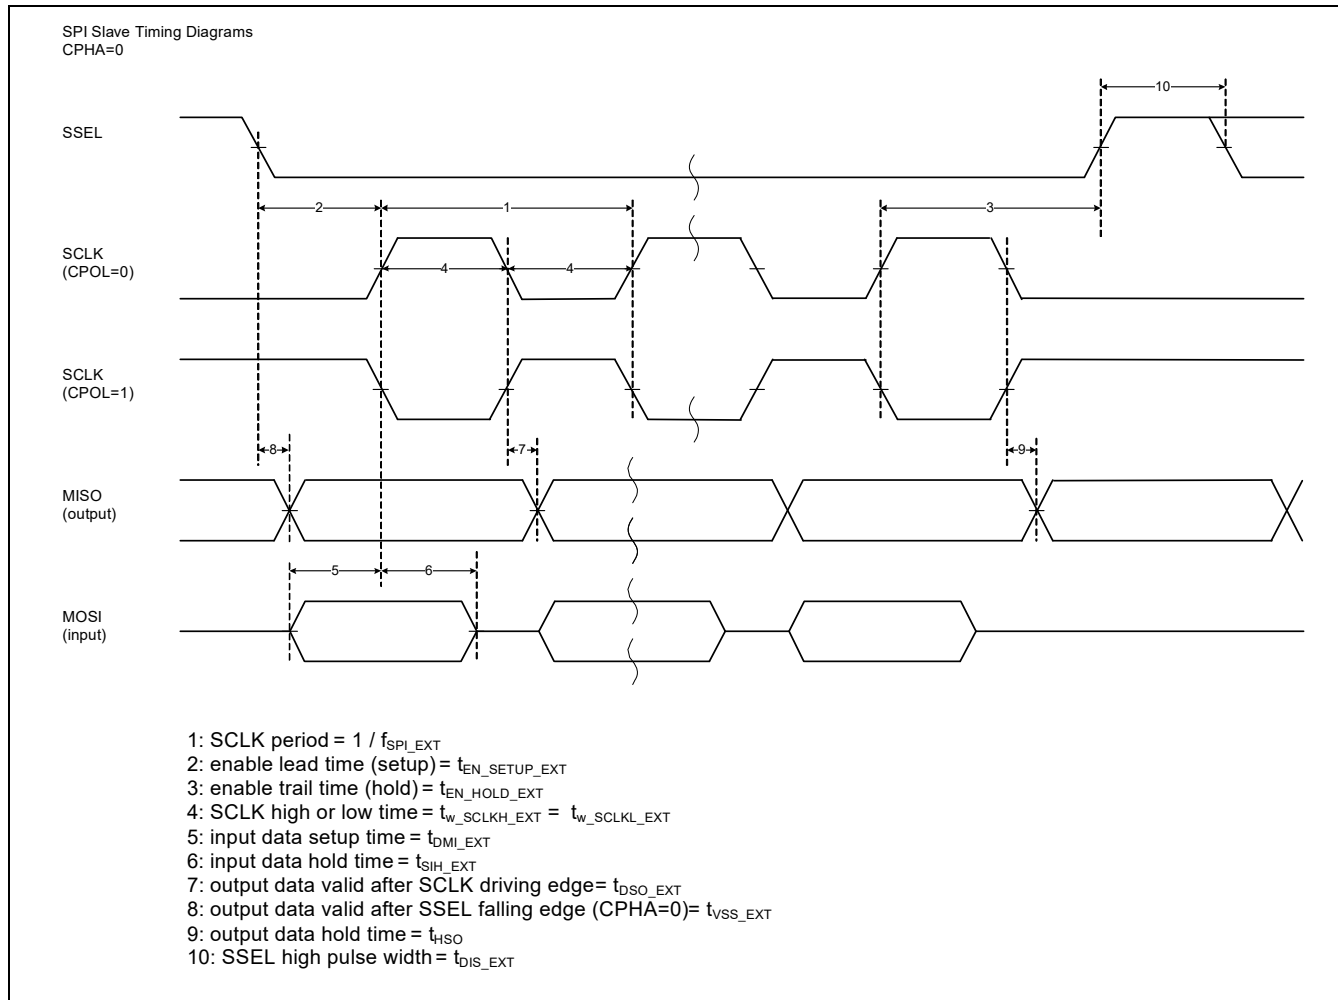 SPI Slave Timing Diagrams
CPHA=0
10
SSEL
2
1
3
SCLK
(CPOL=0)
4
4
SCLK
(CPOL=1)
8
7
9
MISO
(output)
5
6
MOSI
(input)
1: SCLK period = 1 / fSPI_EXT
2: enable lead time (setup) = tEN_SETUP_EXT
3: enable trail time (hold) = tEN_HOLD_EXT
4: SCLK high or low time = tw_SCLKH_EXT = tw_SCLKL_EXT
5: input data setup time = tDMI_EXT
6: input data hold time = tSIH_EXT
7: output data valid after SCLK driving edge= tDSO_EXT
8: output data valid after SSEL falling edge (CPHA=0)= tVSS_EXT
9: output data hold time = tHSO
10: SSEL high pulse width = tDIS_EXT